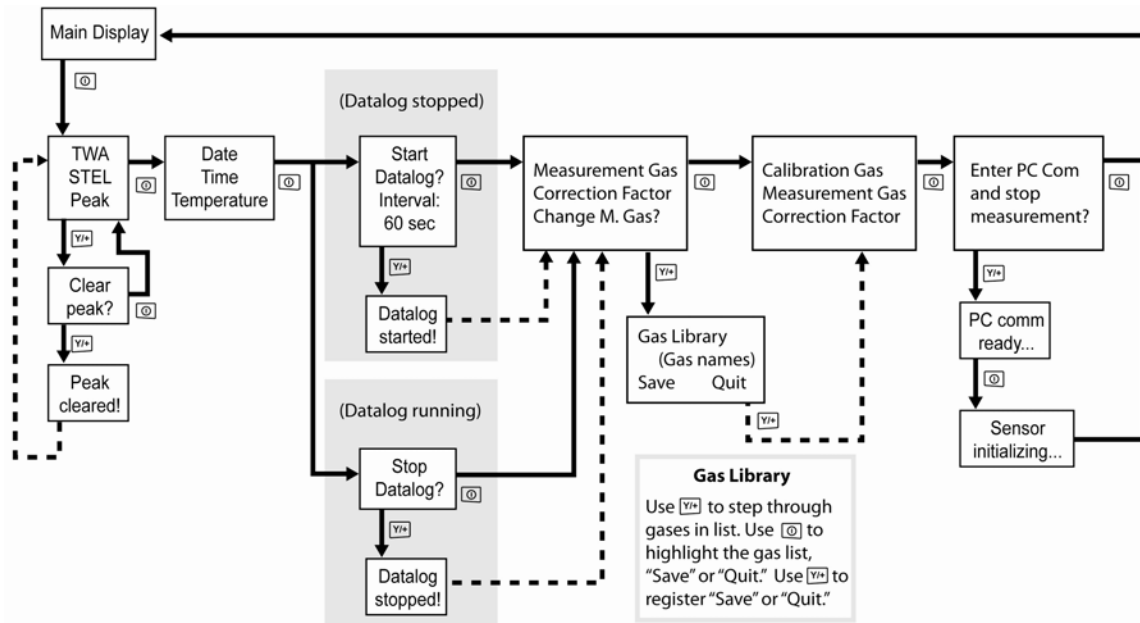 Main Display
TWA
STEL
Peak
Y/+
Clear
peak?
Y/+
Peak
cleared!
Date
Time
Temperature
(Datalog stopped)
Start
Datalog?
Interval:
60 sec
Y/+
Datalog
started!
(Datalog running)
Stop
Datalog?
Y/+
Datalog
stopped!
Measurement Gas
Correction Factor
Change M. Gas?
Y/+
Gas Library
(Gas names)
Save Quit
Y/+
Calibration Gas
Measurement Gas
Correction Factor
Enter PC Com
and stop
measurement?
Y/+
PC comm
ready...
Sensor
initializing...
Gas Library
Use Y/+ to step through
gases in list. Use to
highlight the gas list,
“Save” or “Quit.” Use Y/+ to
register “Save” or “Quit.”